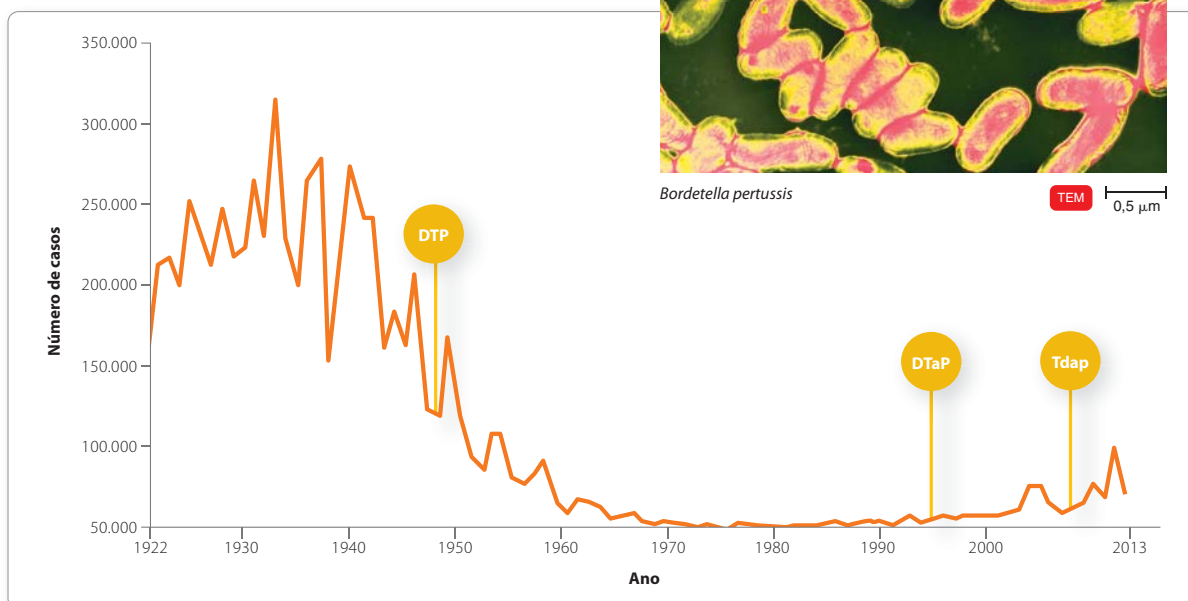 350.000
300.000
250.000
200.000
150.000
100.000
50.000
Número de casos
DTP
DTaP
Tdap
Bordetella pertussis
TEM
0,5 μm
1922 1930 1940 1950 1960 1970 1980 1990 2000 2013
Ano